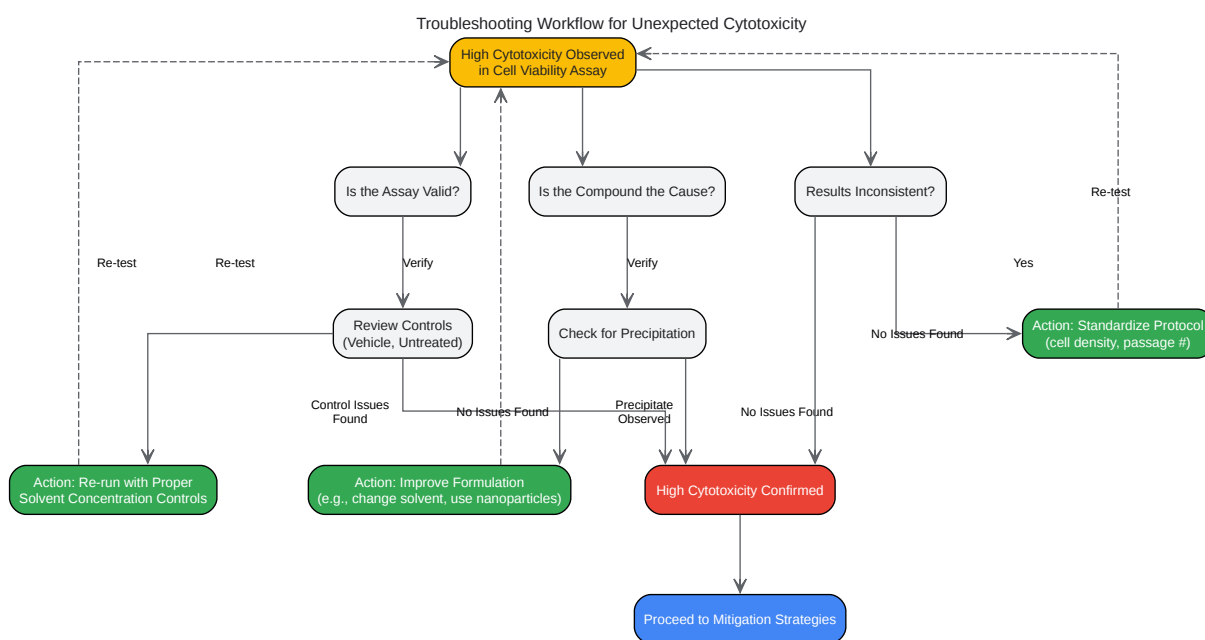 Troubleshooting Workflow for Unexpected Cytotoxicity
High Cytotoxicity Observed
in Cell Viability Assay
Is the Assay Valid?
Is the Compound the Cause?
Results Inconsistent?
Re-test
Re-test
Re-test
Verify
Verify
Yes
Review Controls
(Vehicle, Untreated)
Check for Precipitation
No Issues Found
Action: Standardize Protocol
(cell density, passage #)
Control Issues
Found
No Issues Found
Precipitate
Observed
No Issues Found
Action: Re-run with Proper
Solvent Concentration Controls
Action: Improve Formulation
(e.g., change solvent, use nanoparticles)
High Cytotoxicity Confirmed
Proceed to Mitigation Strategies